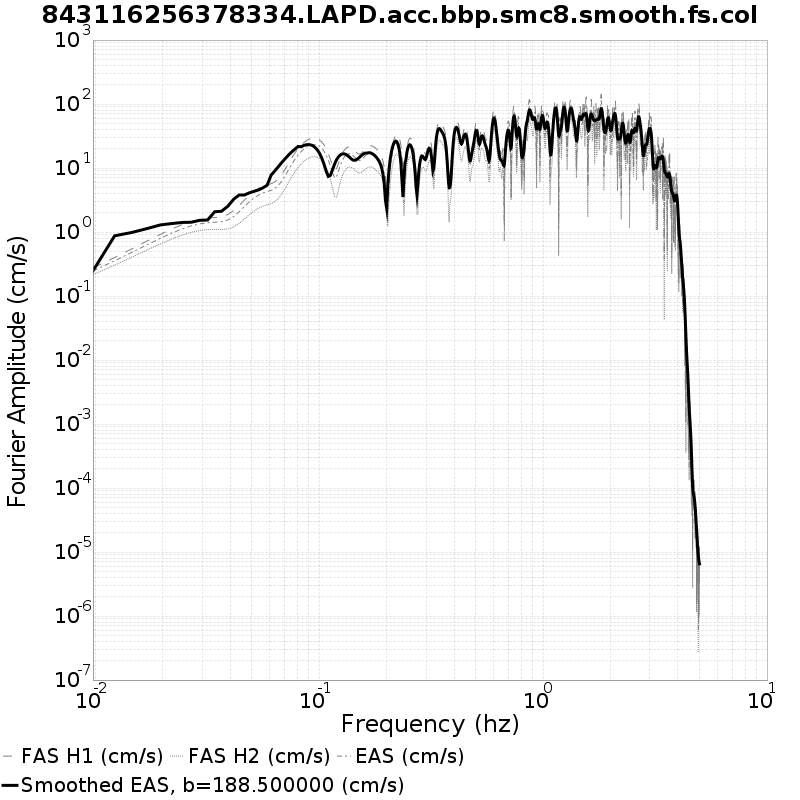 843116256378334.LAPD.acc.bbp.smc8.smooth.fs.col
10^3
10^2
10^1
10^0
10^-1
10^-2
10^-3
10^-4
10^-5
10^-6
10^-7
Fourier Amplitude (cm/s)
10^-2 10^-1 10^0 10^1
Frequency (hz)
FAS H1 (cm/s) FAS H2 (cm/s) EAS (cm/s)
Smoothed EAS, b=188.500000 (cm/s)